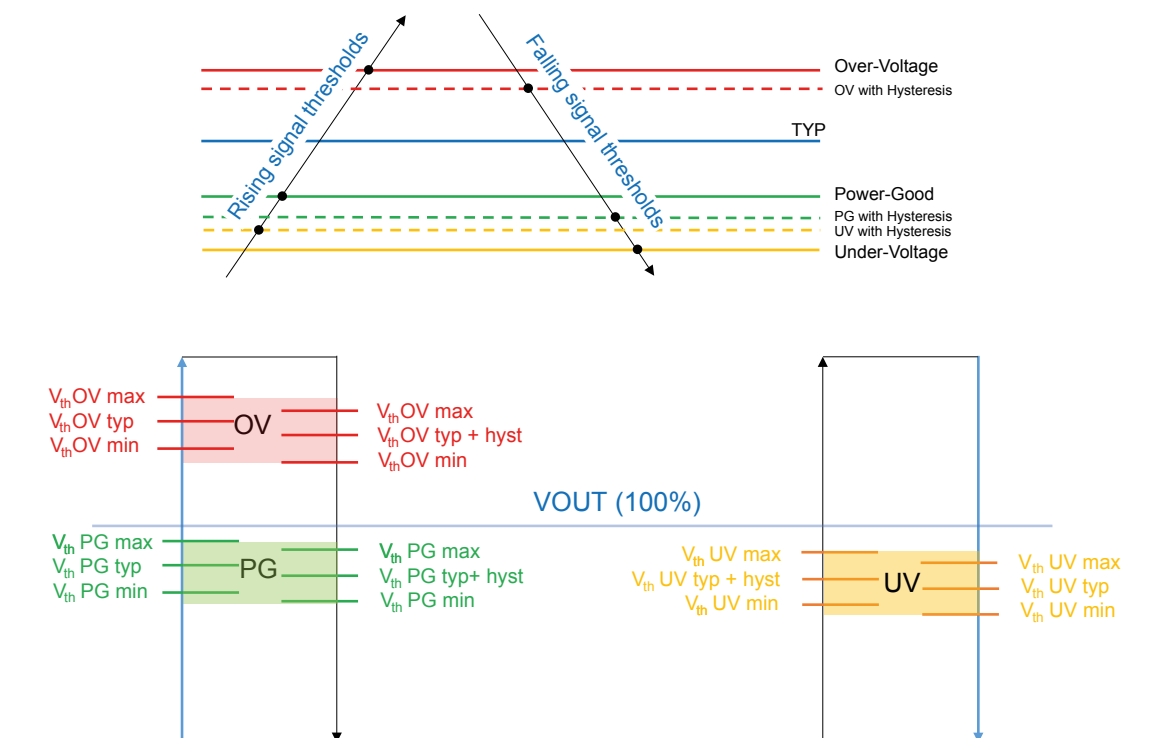 Rising signal thresholds
Falling signal thresholds
Over-Voltage
OV with Hysteresis
TYP
Power-Good
PG with Hysteresis
UV with Hysteresis
Under-Voltage
VthOV max
VthOV typ
VthOV min
OV
VthOV max
VthOV typ + hyst
VthOV min
VOUT (100%)
Vth PG max
Vth PG typ
Vth PG min
PG
Vth PG max
Vth PG typ+ hyst
Vth PG min
Vth UV max
Vth UV typ + hyst
Vth UV min
UV
Vth UV max
Vth UV typ
Vth UV min